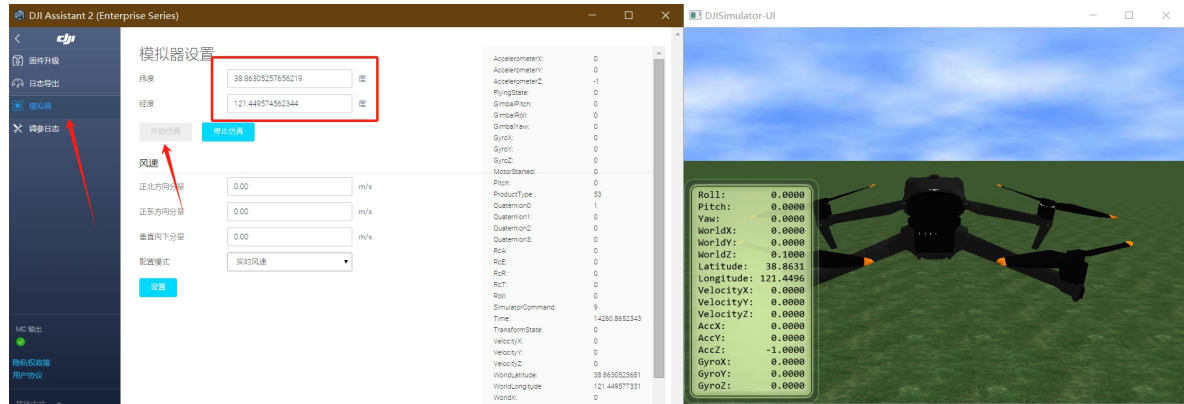 DJI Assistant 2 (Enterprise Series)
dji
固件升级
日志导出
模拟器
调参日志
MC 输出
隐私权政策
用户协议
模拟器设置
纬度 38.86305257656219 度
经度 121.449574562344 度
开始仿真 停止仿真
风速
正北方向分量 0.00 m/s
正东方向分量 0.00 m/s
垂直向下分量 0.00 m/s
配置模式 实时风速
设置
AccelerometerX: 0
AccelerometerY: 0
AccelerometerZ: -1
FlyingState: 0
GimbalPitch: 0
GimbalRoll: 0
GimbalYaw: 0
GyroX: 0
GyroY: 0
GyroZ: 0
MotorStarted: 0
Pitch: 0
ProductType: 53
Quaternion0: 1
Quaternion1: 0
Quaternion2: 0
Quaternion3: 0
RcA: 0
RcE: 0
RcR: 0
RcT: 0
Roll: 0
SimulatorCommand: 9
Time: 14260.8652343
TransformState: 0
VelocityX: 0
VelocityY: 0
VelocityZ: 0
WorldLatitude: 38.8630523681
WorldLongitude: 121.449577331
WorldX: 0
DJISimulator-UI
Roll: 0.0000
Pitch: 0.0000
Yaw: 0.0000
WorldX: 0.0000
WorldY: 0.0000
WorldZ: 0.1000
Latitude: 38.8631
Longitude: 121.4496
VelocityX: 0.0000
VelocityY: 0.0000
VelocityZ: 0.0000
AccX: 0.0000
AccY: 0.0000
AccZ: -1.0000
GyroX: 0.0000
GyroY: 0.0000
GyroZ: 0.0000